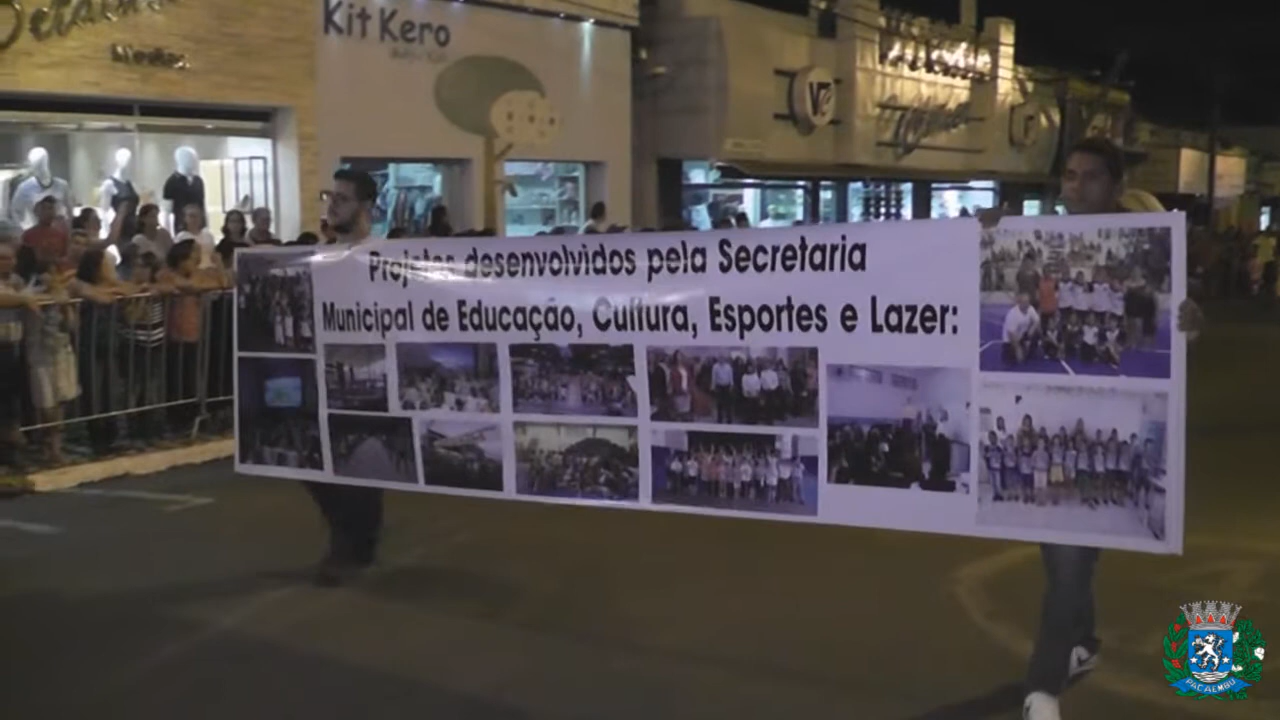 Kit Kero
Projetos desenvolvidos pela Secretaria
Municipal de Educação, Cultura, Esportes e Lazer:
PACAEMBU